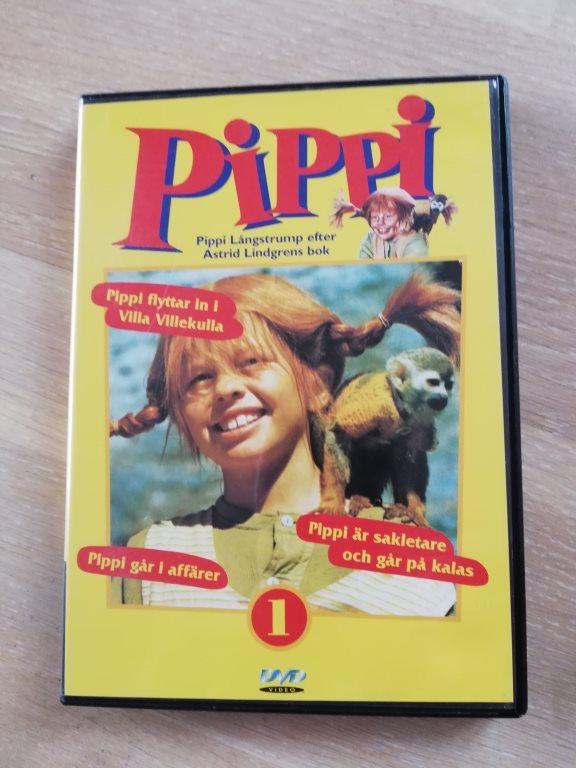 Pippi
Pippi Långstrump efter
Astrid Lindgrens bok
Pippi flyttar in i
Villa Villekulla
Pippi är sakletare
och går på kalas
Pippi går i affärer
1
DVD
VIDEO